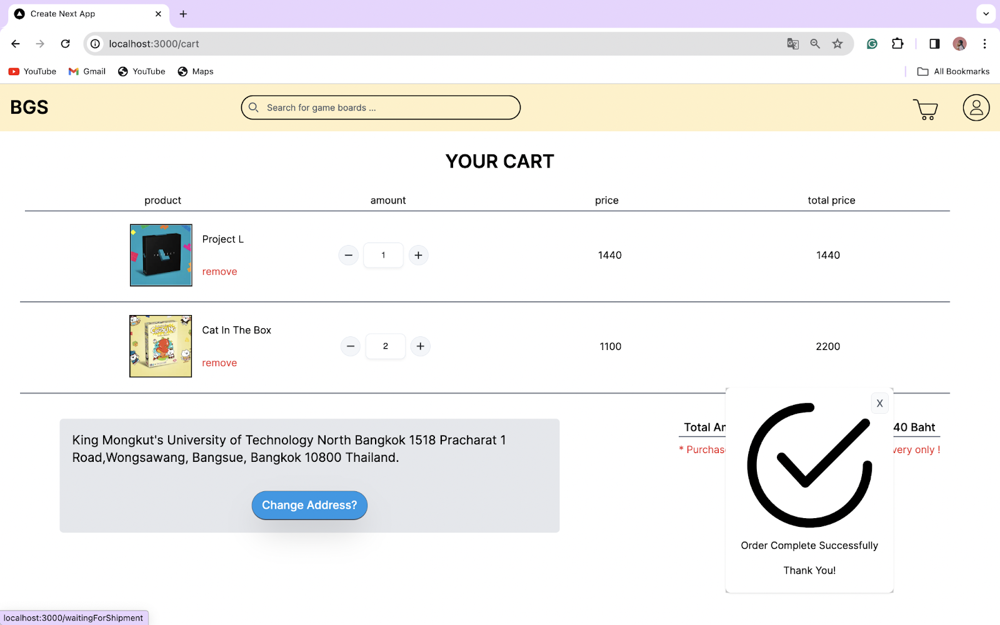 Create Next App
localhost:3000/cart
YouTube
Gmail
YouTube
Maps
All Bookmarks
BGS
Search for game boards ...
YOUR CART
product amount price total price
Project L
remove
1
1440
1440
Cat In The Box
remove
2
1100
2200
King Mongkut's University of Technology North Bangkok 1518 Pracharat 1
Road,Wongsawang, Bangsue, Bangkok 10800 Thailand.
Change Address?
Total Am
40 Baht
* Purchas
very only !
X
Order Complete Successfully
Thank You!
localhost:3000/waitingForShipment